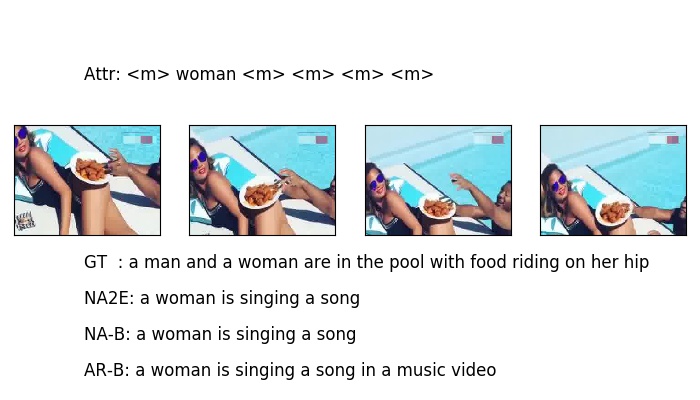 Attr: <m> woman <m> <m> <m> <m>
GT : a man and a woman are in the pool with food riding on her hip
NA2E: a woman is singing a song
NA-B: a woman is singing a song
AR-B: a woman is singing a song in a music video